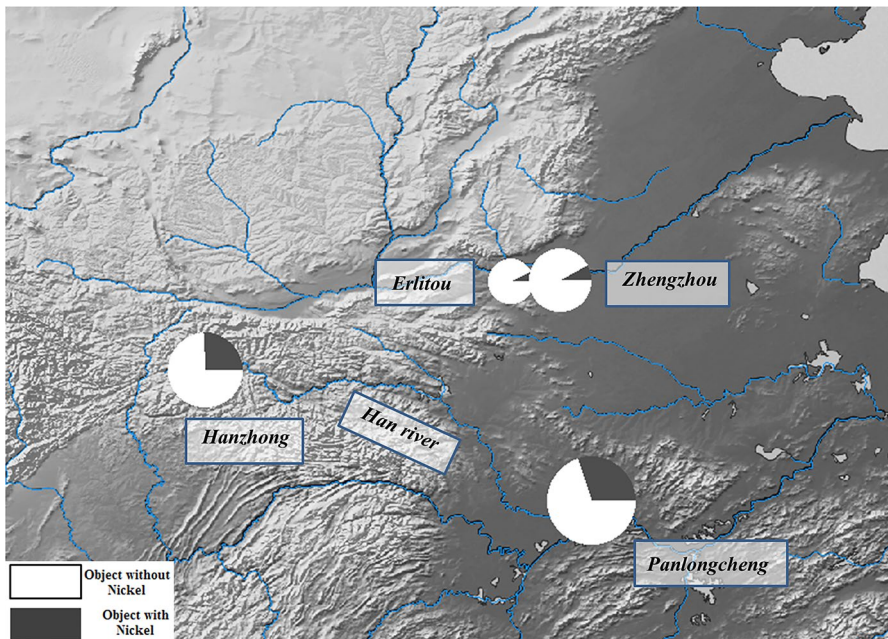 Erlitou
Zhengzhou
Hanzhong
Han river
Panlongcheng
Object without
Nickel
Object with
Nickel